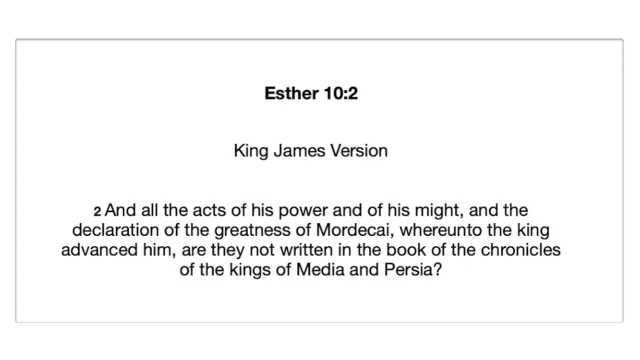 Esther 10:2
King James Version
2 And all the acts of his power and of his might, and the
declaration of the greatness of Mordecai, whereunto the king
advanced him, are they not written in the book of the chronicles
of the kings of Media and Persia?